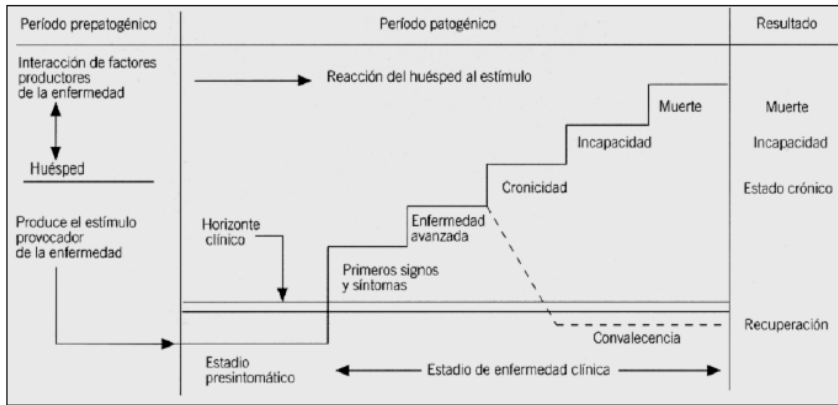 Período prepatogénico
Período patogénico
Resultado
Interacción de factores
productores
de la enfermedad
Reacción del huésped al estímulo
Muerte
Muerte
Incapacidad
Incapacidad
Huésped
Cronicidad
Estado crónico
Produce el estímulo
provocador
de la enfermedad
Horizonte
clínico
Enfermedad
avanzada
Primeros signos
y síntomas
Recuperación
Convalecencia
Estadio
presintomático
Estadio de enfermedad clínica